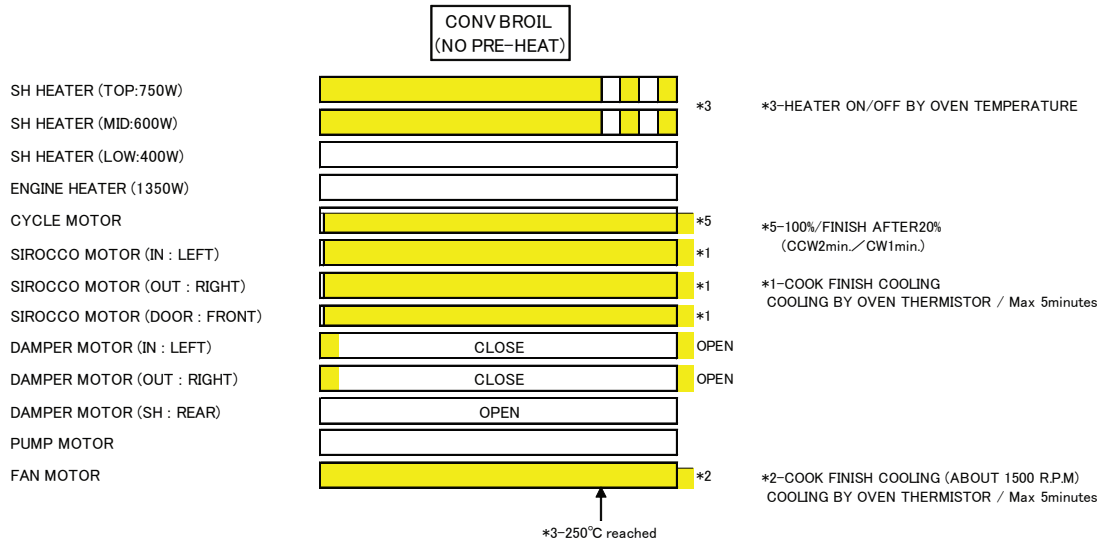 CONV BROIL
(NO PRE-HEAT)
SH HEATER (TOP:750W)
*3
*3-HEATER ON/OFF BY OVEN TEMPERATURE
SH HEATER (MID:600W)
SH HEATER (LOW:400W)
ENGINE HEATER (1350W)
CYCLE MOTOR
*5
*5-100%/FINISH AFTER20%
(CCW2min.／CW1min.)
SIROCCO MOTOR (IN : LEFT)
*1
SIROCCO MOTOR (OUT : RIGHT)
*1
*1-COOK FINISH COOLING
COOLING BY OVEN THERMISTOR / Max 5minutes
SIROCCO MOTOR (DOOR : FRONT)
*1
DAMPER MOTOR (IN : LEFT)
CLOSE
OPEN
DAMPER MOTOR (OUT : RIGHT)
CLOSE
OPEN
DAMPER MOTOR (SH : REAR)
OPEN
PUMP MOTOR
FAN MOTOR
*2
*2-COOK FINISH COOLING (ABOUT 1500 R.P.M)
COOLING BY OVEN THERMISTOR / Max 5minutes
*3-250℃ reached